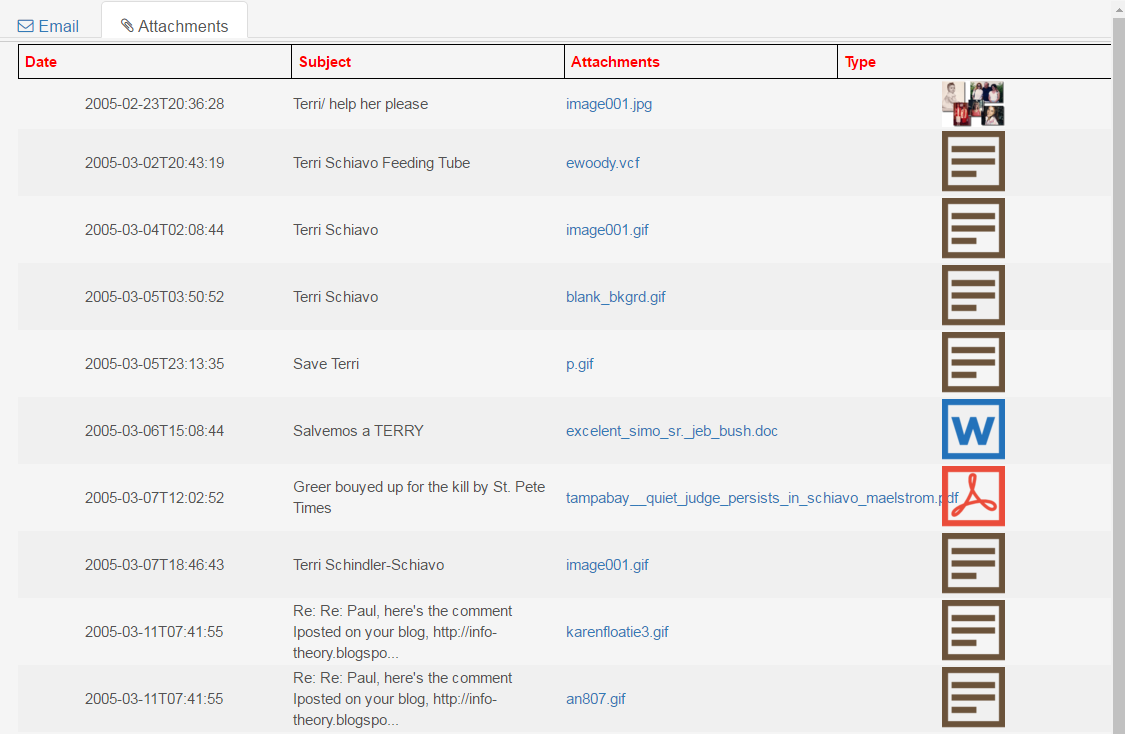 Email Attachments
Date Subject Attachments Type
2005-02-23T20:36:28 Terri/ help her please image001.jpg
2005-03-02T20:43:19 Terri Schiavo Feeding Tube ewoody.vcf
2005-03-04T02:08:44 Terri Schiavo image001.gif
2005-03-05T03:50:52 Terri Schiavo blank_bkgrd.gif
2005-03-05T23:13:35 Save Terri p.gif
2005-03-06T15:08:44 Salvemos a TERRY excelent_simo_sr._jeb_bush.doc W
Greer bouyed up for the kill by St. Pete
2005-03-07T12:02:52 tampabay__quiet_judge_persists_in_schiavo_maelstrom.pdf
Times
2005-03-07T18:46:43 Terri Schindler-Schiavo image001.gif
Re: Re: Paul, here's the comment
2005-03-11T07:41:55 Iposted on your blog, http://info- karenfloatie3.gif
theory.blogspo...
Re: Re: Paul, here's the comment
2005-03-11T07:41:55 Iposted on your blog, http://info- an807.gif
theory.blogspo...